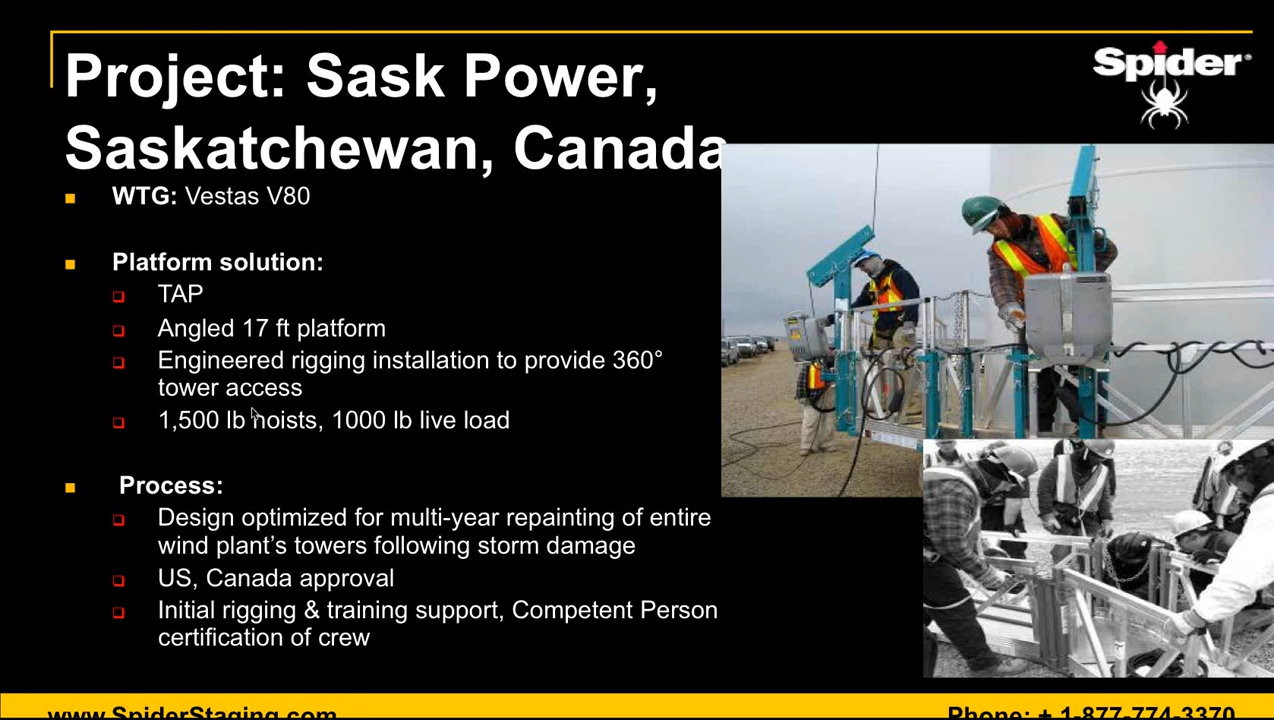 Project: Sask Power,
Saskatchewan, Canada
Spider
WTG: Vestas V80
Platform solution:
TAP
Angled 17 ft platform
Engineered rigging installation to provide 360°
tower access
1,500 lb hoists, 1000 lb live load
Process:
Design optimized for multi-year repainting of entire
wind plant’s towers following storm damage
US, Canada approval
Initial rigging & training support, Competent Person
certification of crew
www.SpiderStaging.com
Phone: + 1-877-774-3370